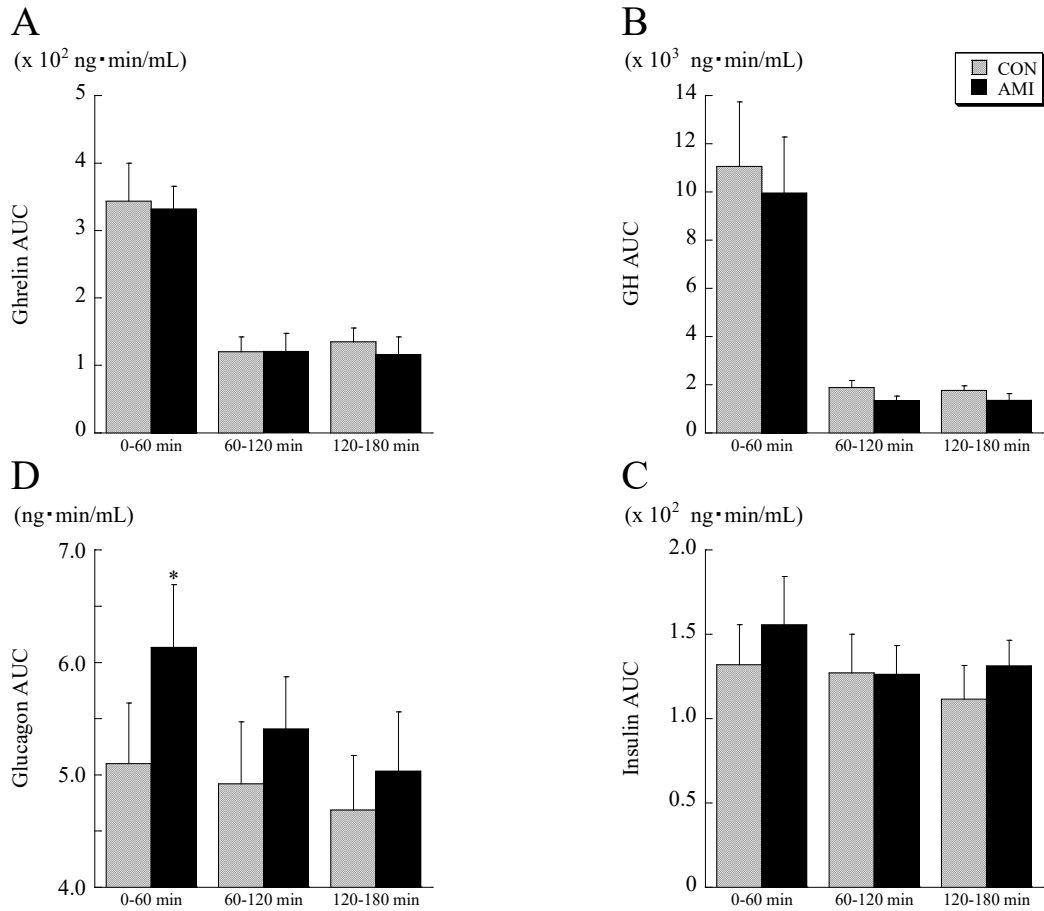 A
(x 10² ng・min/mL)
Ghrelin AUC
5
4
3
2
1
0
0-60 min 60-120 min 120-180 min
B
(x 10³ ng・min/mL)
CON
AMI
GH AUC
14
12
10
8
6
4
2
0
0-60 min 60-120 min 120-180 min
D
(ng・min/mL)
Glucagon AUC
7.0
6.0
5.0
4.0
*
0-60 min 60-120 min 120-180 min
C
(x 10² ng・min/mL)
Insulin AUC
2.0
1.5
1.0
0.5
0
0-60 min 60-120 min 120-180 min